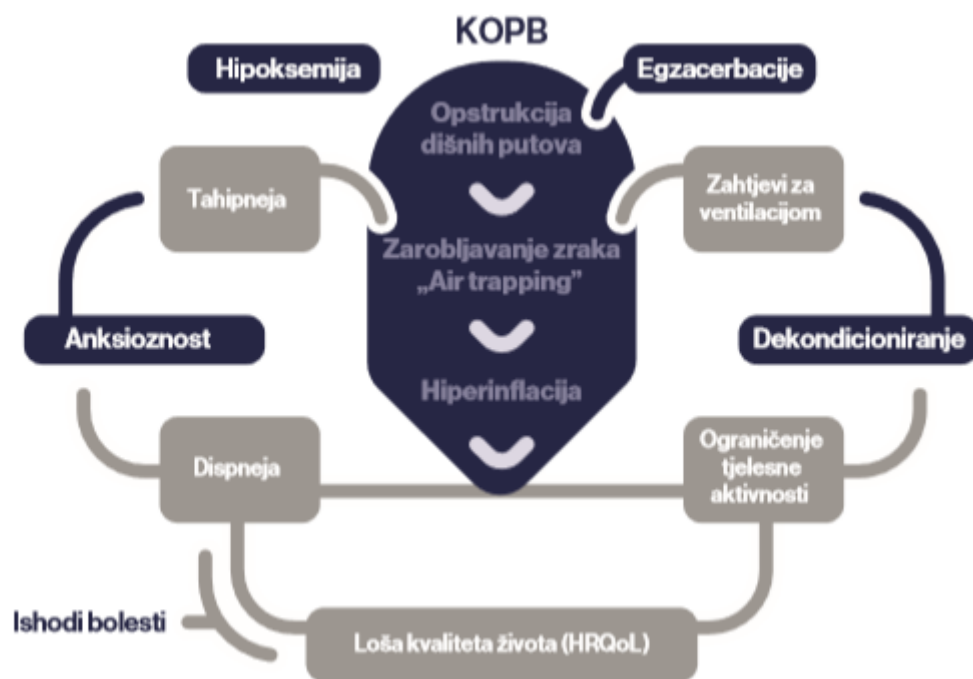 KOPB
Hipoksemija
Egzacerbacije
Opstrukcija
dišnih putova
Tahipneja
Zahtjevi za
ventilacijom
Zarobljavanje zraka
„Air trapping”
Anksioznost
Dekondicioniranje
Hiperinflacija
Dispneja
Ograničenje
tjelesne
aktivnosti
Ishodi bolesti
Loša kvaliteta života (HRQoL)